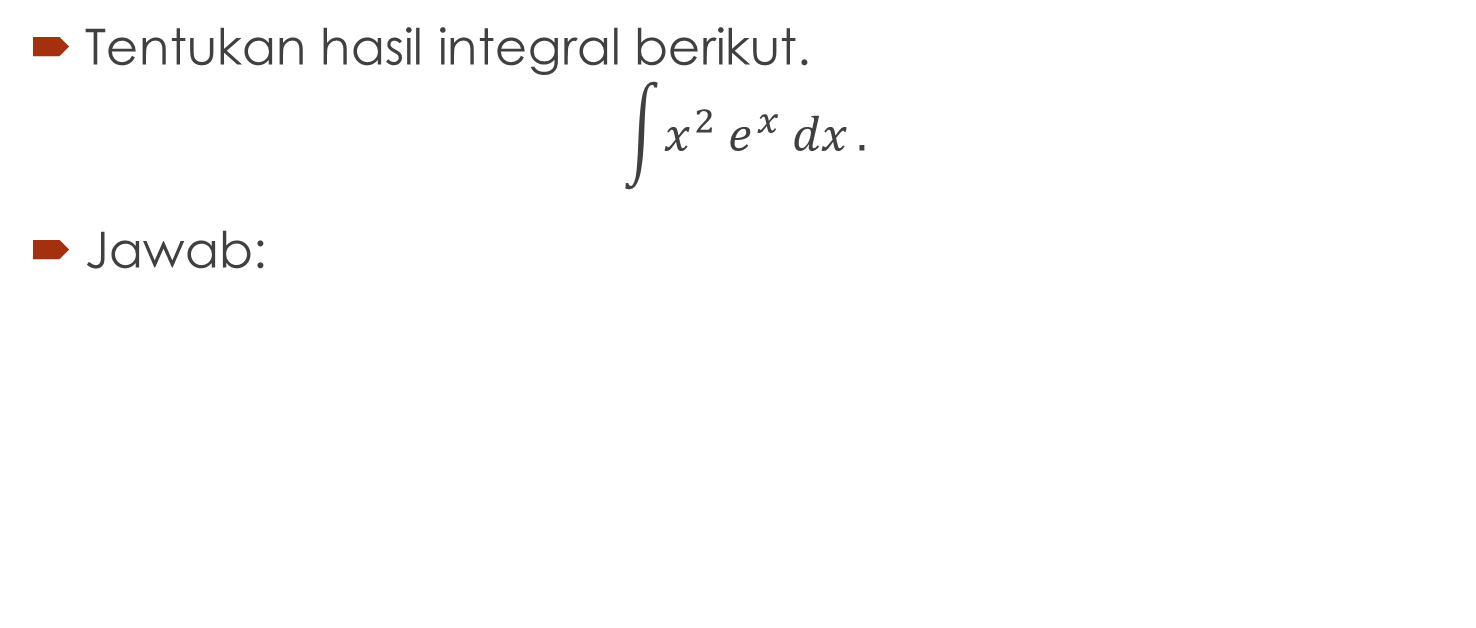 Tentukan hasil integral berikut.
∫ x² eˣ dx .
Jawab: